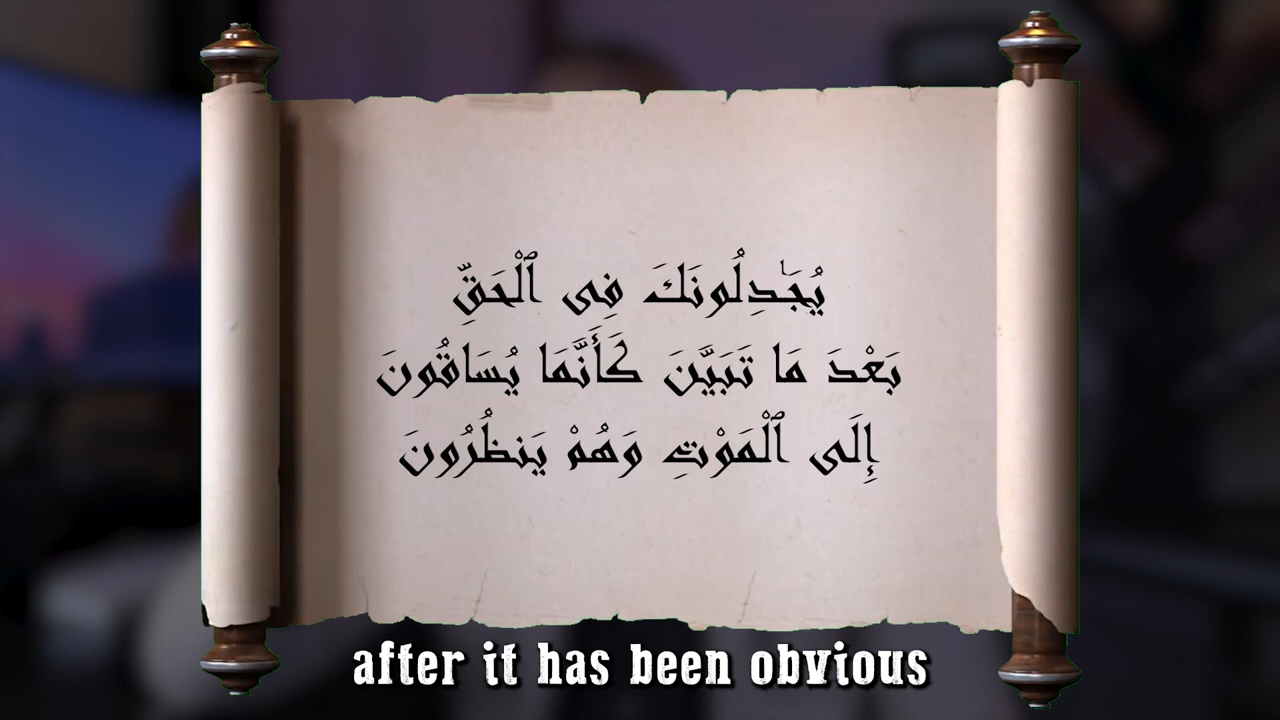 يُجَٰدِلُونَكَ فِى ٱلْحَقِّ
بَعْدَ مَا تَبَيَّنَ كَأَنَّمَا يُسَاقُونَ
إِلَى ٱلْمَوْتِ وَهُمْ يَنظُرُونَ
after it has been obvious